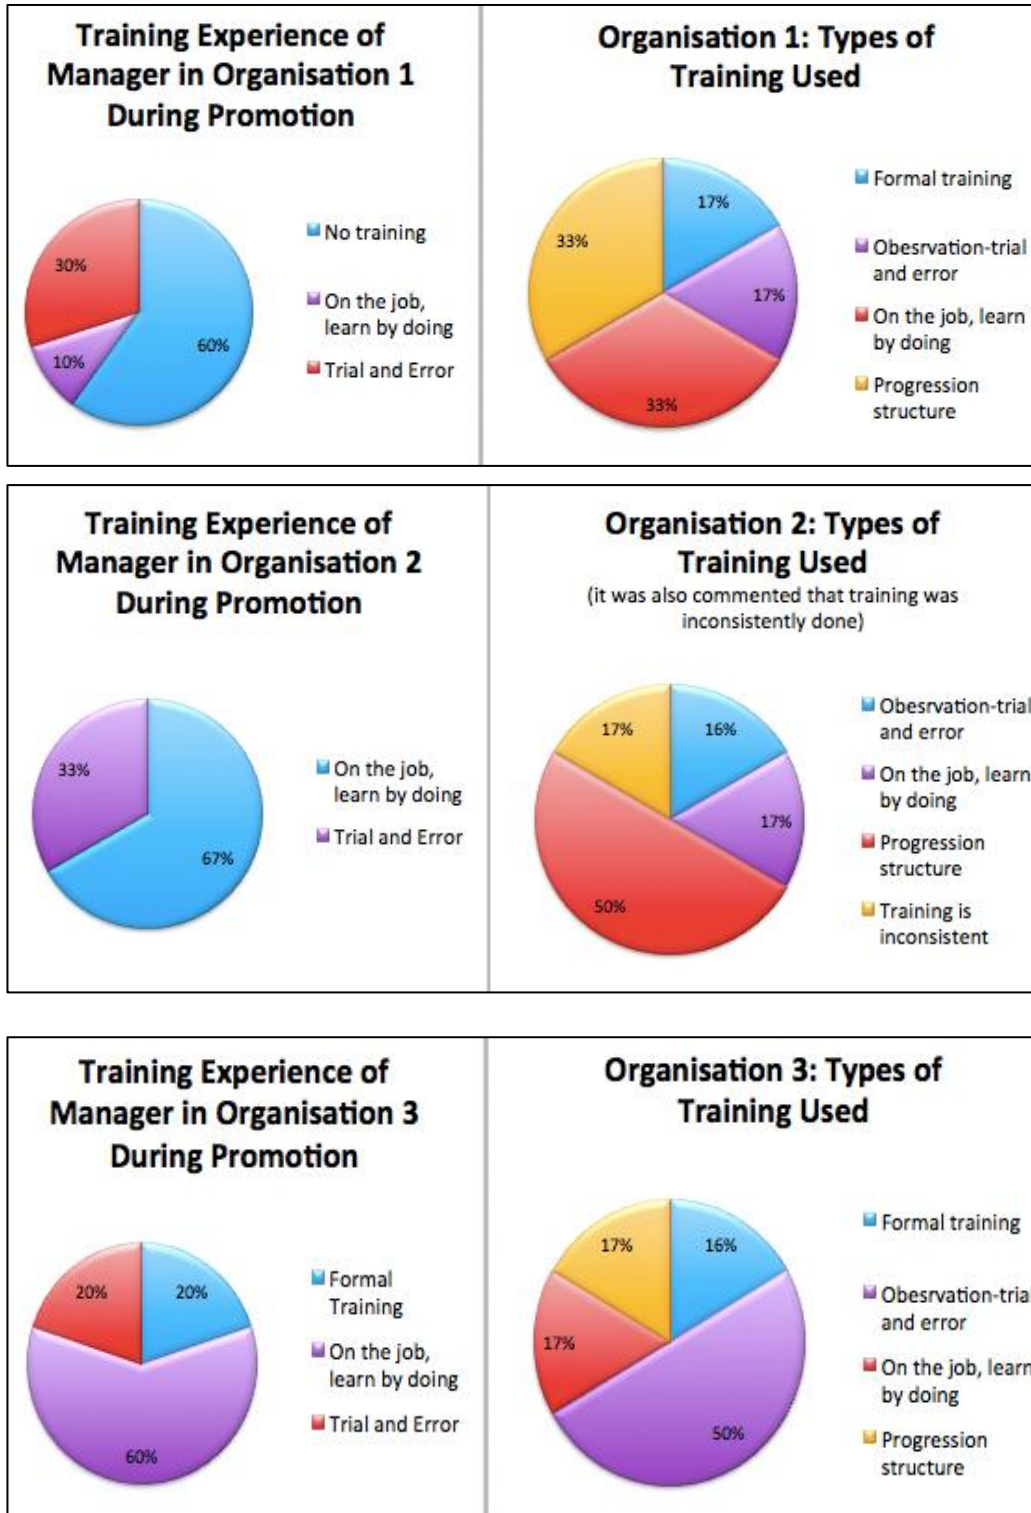 Training Experience of
Manager in Organisation 1
During Promotion
30%
10%
60%
No training
On the job,
learn by doing
Trial and Error
Organisation 1: Types of
Training Used
17%
33%
17%
33%
Formal training
Obesrvation-trial
and error
On the job, learn
by doing
Progression
structure
Training Experience of
Manager in Organisation 2
During Promotion
33%
67%
On the job,
learn by doing
Trial and Error
Organisation 2: Types of
Training Used
(it was also commented that training was
inconsistently done)
17%
16%
17%
50%
Obesrvation-trial
and error
On the job, learn
by doing
Progression
structure
Training is
inconsistent
Training Experience of
Manager in Organisation 3
During Promotion
20%
20%
60%
Formal
Training
On the job,
learn by doing
Trial and Error
Organisation 3: Types of
Training Used
17%
16%
17%
50%
Formal training
Obesrvation-trial
and error
On the job, learn
by doing
Progression
structure